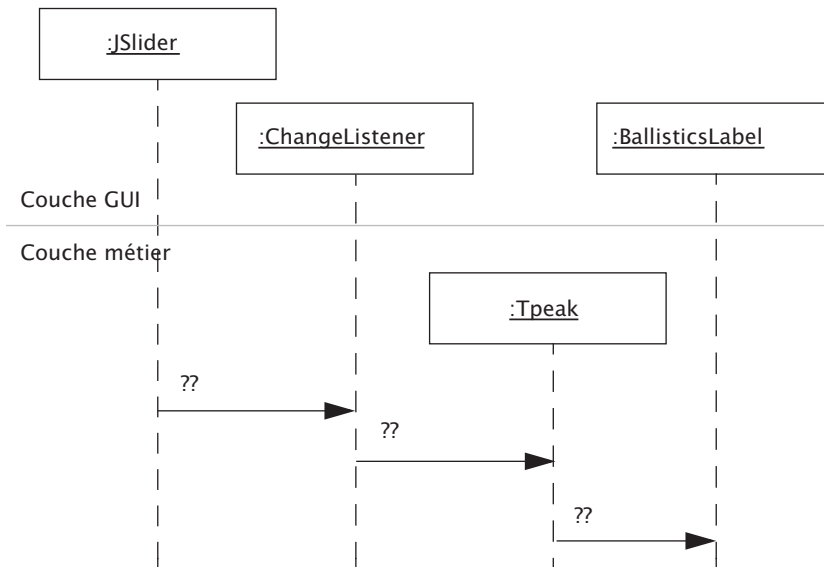 :JSlider
:ChangeListener
:BallisticsLabel
Couche GUI
Couche métier
:Tpeak
??
??
??